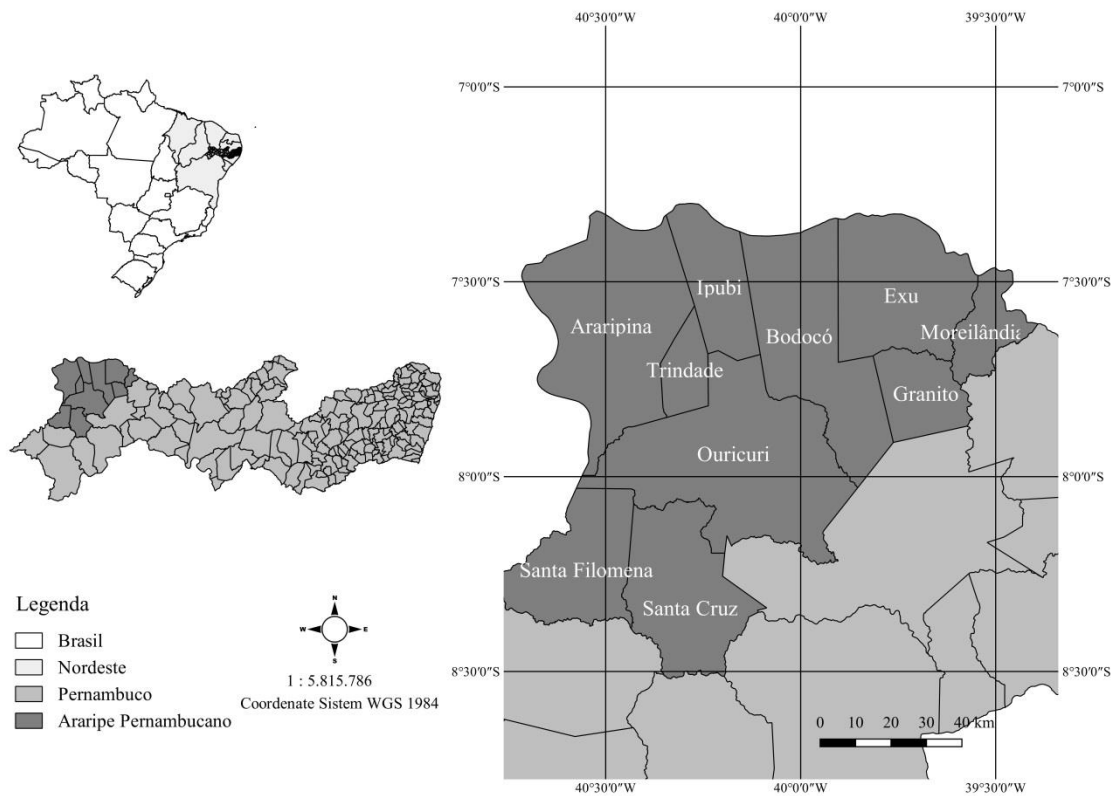 40°30'0"W 40°0'0"W 39°30'0"W
7°0'0"S 7°0'0"S
7°30'0"S 7°30'0"S
8°0'0"S 8°0'0"S
8°30'0"S 8°30'0"S
40°30'0"W 40°0'0"W 39°30'0"W
Ipubi
Exu
Araripina
Bodocó
Moreilândia
Trindade
Granito
Ouricuri
Santa Filomena
Santa Cruz
0 10 20 30 40 km
Legenda
Brasil
Nordeste
Pernambuco
Araripe Pernambucano
N
W E
S
1 : 5.815.786
Coordenate Sistem WGS 1984